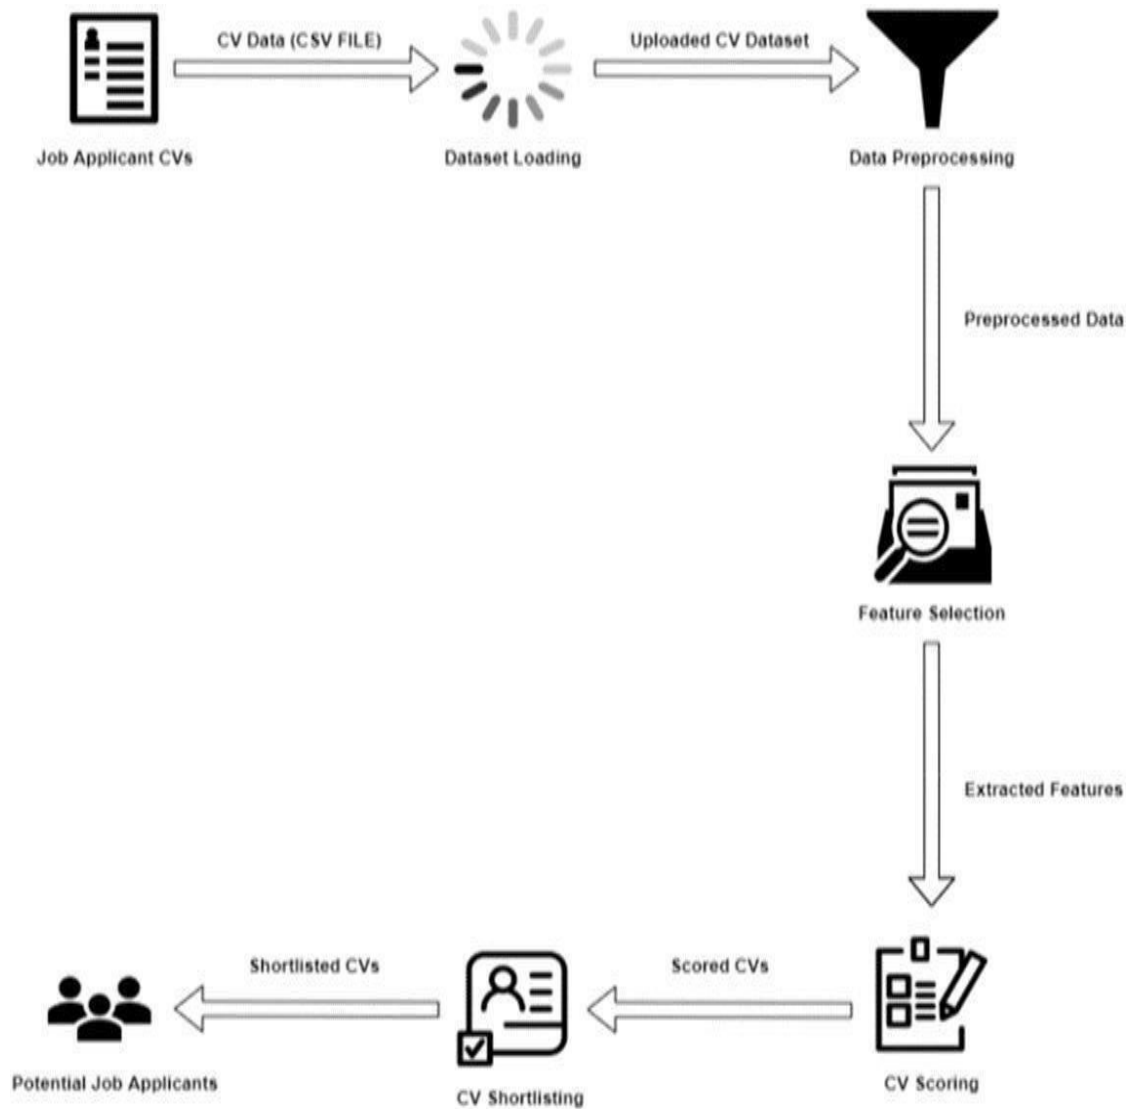 CV Data (CSV FILE)
Uploaded CV Dataset
Job Applicant CVs
Dataset Loading
Data Preprocessing
Preprocessed Data
Feature Selection
Extracted Features
Shortlisted CVs
Scored CVs
Potential Job Applicants
CV Shortlisting
CV Scoring